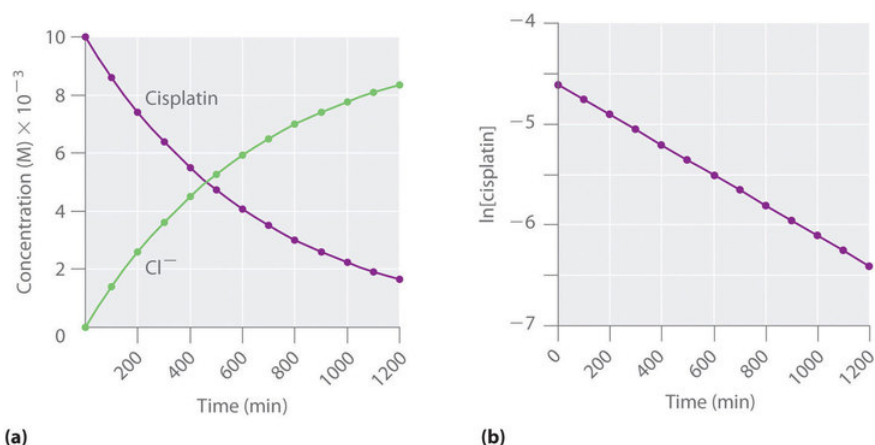 10
8
6
4
2
0
Concentration (M) × 10⁻³
Cisplatin
Cl⁻
200
400
600
800
1000
1200
Time (min)
(a)
−4
−5
−6
−7
ln[cisplatin]
0
200
400
600
800
1000
1200
Time (min)
(b)